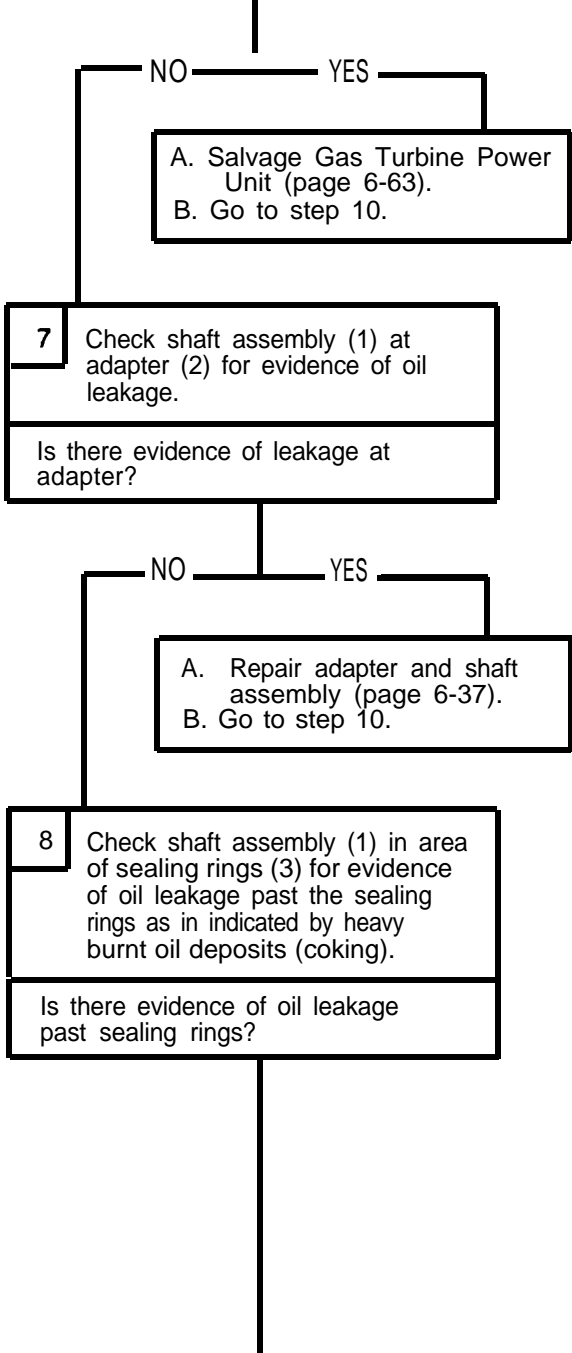 NO YES
A. Salvage Gas Turbine Power
Unit (page 6-63).
B. Go to step 10.
7 Check shaft assembly (1) at
adapter (2) for evidence of oil
leakage.
Is there evidence of leakage at
adapter?
NO YES
A. Repair adapter and shaft
assembly (page 6-37).
B. Go to step 10.
8 Check shaft assembly (1) in area
of sealing rings (3) for evidence
of oil leakage past the sealing
rings as in indicated by heavy
burnt oil deposits (coking).
Is there evidence of oil leakage
past sealing rings?